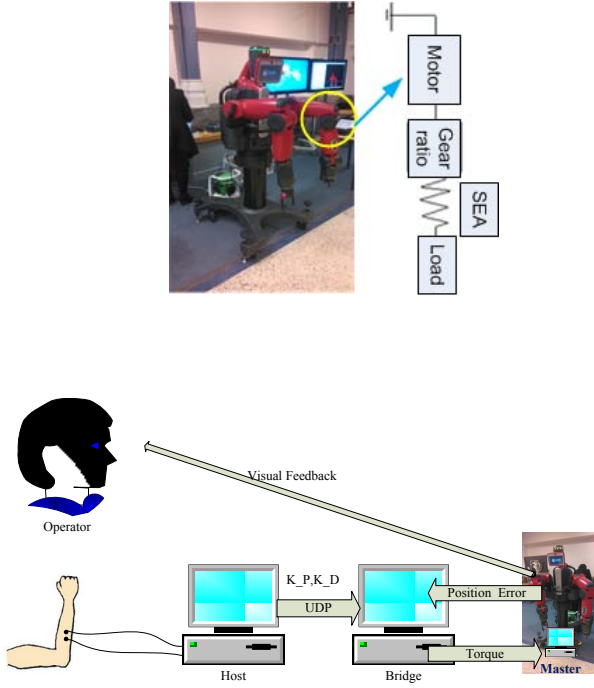 Motor
Gear
ratio
SEA
Load
Visual Feedback
Operator
K_P,K_D
UDP
Position Error
Torque
Host
Bridge
Master